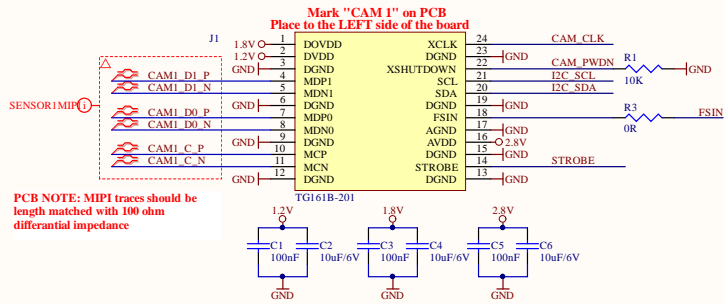 Mark "CAM 1" on PCB
Place to the LEFT side of the board
J1
1.8V 1 DOVDD XCLK 24 CAM_CLK
1.2V 2 DVDD DGND 23 GND
GND 3 DGND XSHUTDOWN 22 CAM_PWDN R1 10K GND
CAM1_D1_P 4 MDP1 SCL 21 I2C_SCL
CAM1_D1_N 5 MDN1 SDA 20 I2C_SDA
GND 6 DGND DGND 19 GND
CAM1_D0_P 7 MDP0 FSIN 18 R3 0R FSIN
CAM1_D0_N 8 MDN0 AGND 17 GND
GND 9 DGND AVDD 16 2.8V
CAM1_C_P 10 MCP DGND 15 GND
CAM1_C_N 11 MCN STROBE 14 STROBE
GND 12 DGND DGND 13 GND
TG161B-201
PCB NOTE: MIPI traces should be
length matched with 100 ohm
differantial impedance
1.2V 1.8V 2.8V
C1 C2 C3 C4 C5 C6
100nF 10uF/6V 100nF 10uF/6V 100nF 10uF/6V
GND GND GND